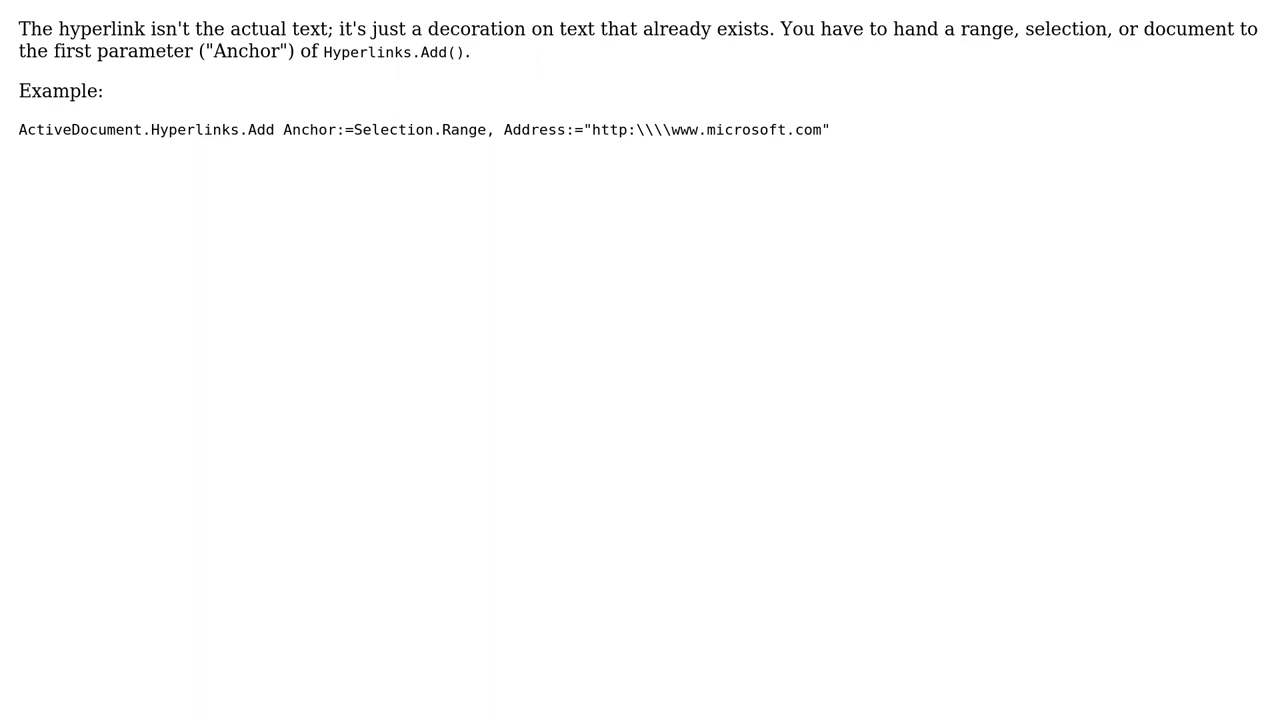 The hyperlink isn't the actual text; it's just a decoration on text that already exists. You have to hand a range, selection, or document to
the first parameter ("Anchor") of Hyperlinks.Add().
Example:
ActiveDocument.Hyperlinks.Add Anchor:=Selection.Range, Address:="http:\\\\www.microsoft.com"